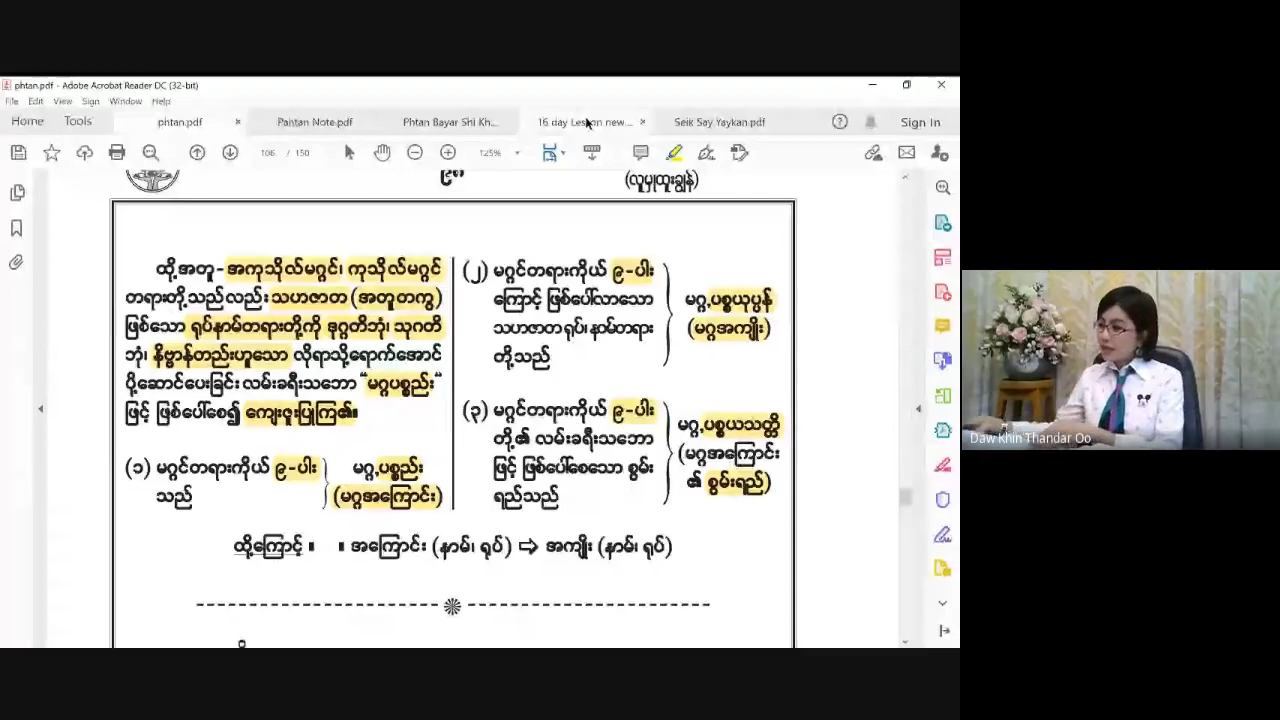 phtan.pdf - Adobe Acrobat Reader DC (32-bit)
File Edit View Sign Window Help
Home Tools phtan.pdf × Pahtan Note.pdf Phtan Bayar Shi Kh... 16 day Lesson new... × Seik Say Yaykan.pdf Sign In
106 / 150 125%
၉၈
(လူမှုထူးချွန်)
ထို့အတူ-အကုသိုလ်မဂ္ဂင်၊ ကုသိုလ်မဂ္ဂင်
တရားတို့သည်လည်း သဟဇာတ (အတူတကွ)
ဖြစ်သော ရုပ်နာမ်တရားတို့ကို ဒုဂ္ဂတိဘုံ၊ သုဂတိ
ဘုံ၊ နိဗ္ဗာန်တည်းဟူသော လိုရာသို့ရောက်အောင်
ပို့ဆောင်ပေးခြင်း လမ်းခရီးသဘော "မဂ္ဂပစ္စည်း"
ဖြင့် ဖြစ်ပေါ်စေ၍ ကျေးဇူးပြုကြ၏။
(၁) မဂ္ဂင်တရားကိုယ် ၉-ပါး
သည်
မဂ္ဂ,ပစ္စည်း
(မဂ္ဂအကြောင်း)
(၂) မဂ္ဂင်တရားကိုယ် ၉-ပါး
ကြောင့် ဖြစ်ပေါ်လာသော
သဟဇာတ ရုပ်၊ နာမ်တရား
တို့သည်
မဂ္ဂ,ပစ္စယုပ္ပန်
(မဂ္ဂအကျိုး)
(၃) မဂ္ဂင်တရားကိုယ် ၉-ပါး
တို့၏ လမ်းခရီးသဘော
ဖြင့် ဖြစ်ပေါ်စေသော စွမ်း
ရည်သည်
မဂ္ဂ,ပစ္စယသတ္တိ
(မဂ္ဂအကြောင်း
၏ စွမ်းရည်)
ထို့ကြောင့် ။ ။ အကြောင်း (နာမ်၊ ရုပ်) ⇨ အကျိုး (နာမ်၊ ရုပ်)
Daw Khin Thandar Oo